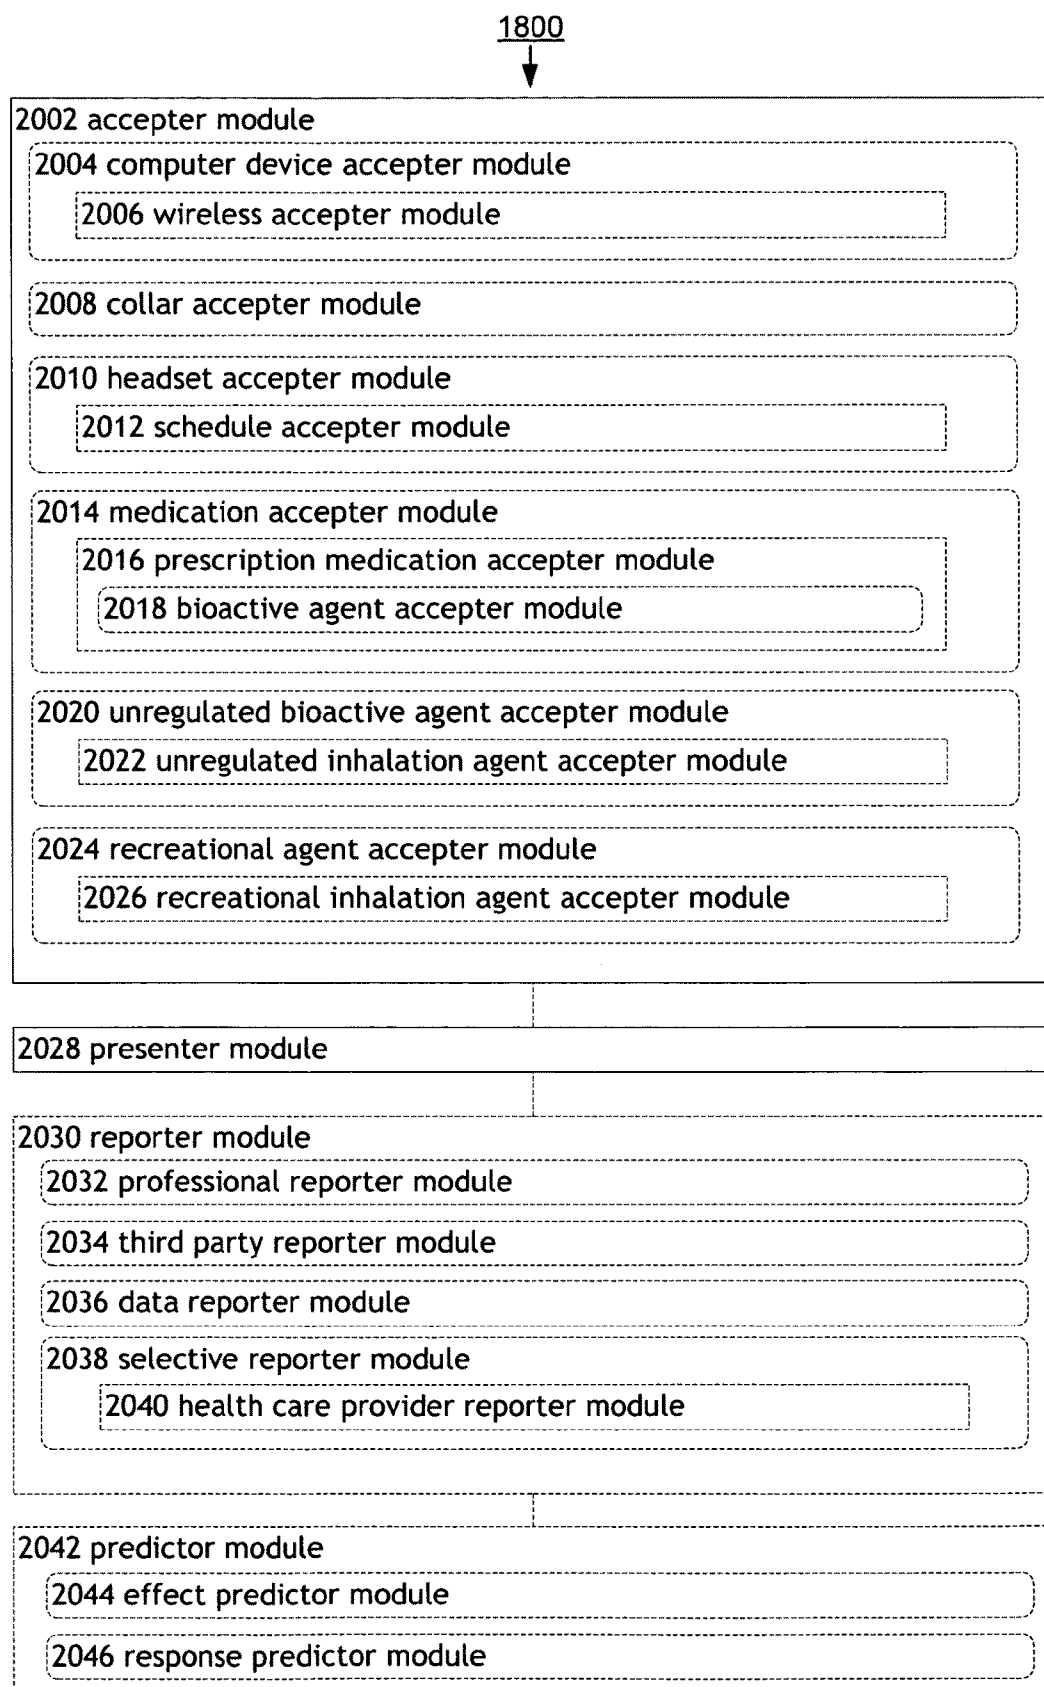 1800
2002 accepter module
2004 computer device accepter module
2006 wireless accepter module
2008 collar accepter module
2010 headset accepter module
2012 schedule accepter module
2014 medication accepter module
2016 prescription medication accepter module
2018 bioactive agent accepter module
2020 unregulated bioactive agent accepter module
2022 unregulated inhalation agent accepter module
2024 recreational agent accepter module
2026 recreational inhalation agent accepter module
2028 presenter module
2030 reporter module
2032 professional reporter module
2034 third party reporter module
2036 data reporter module
2038 selective reporter module
2040 health care provider reporter module
2042 predictor module
2044 effect predictor module
2046 response predictor module